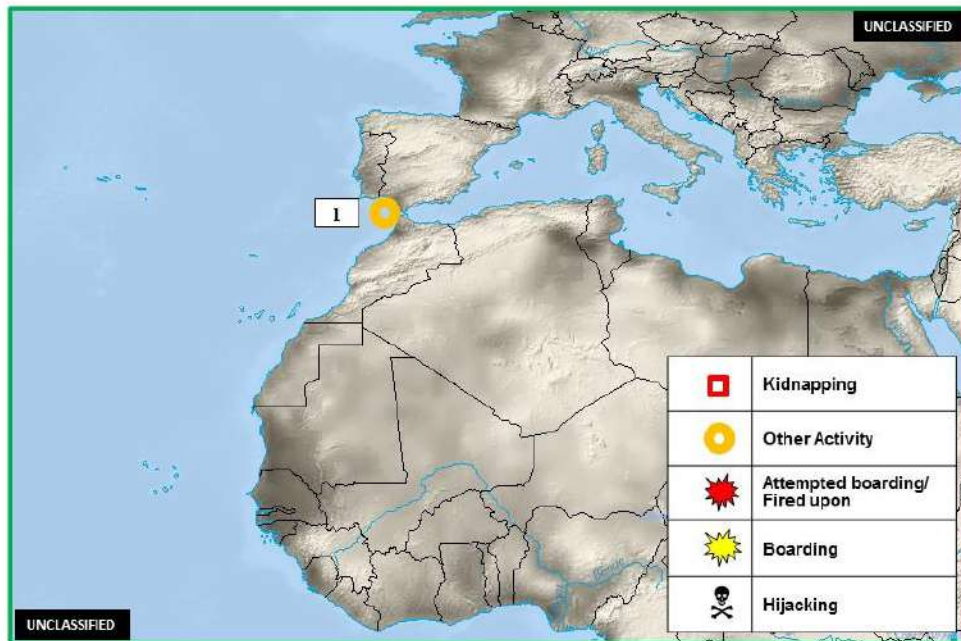 UNCLASSIFIED
1
Kidnapping
Other Activity
Attempted boarding/
Fired upon
Boarding
Hijacking
UNCLASSIFIED